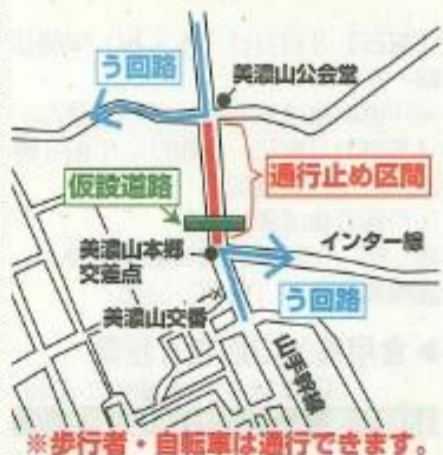 う回路
美濃山公会堂
仮設道路
通行止め区間
美濃山本郷
交差点
インター線
美濃山交番
う回路
山手幹線
※歩行者・自転車は通行できます。